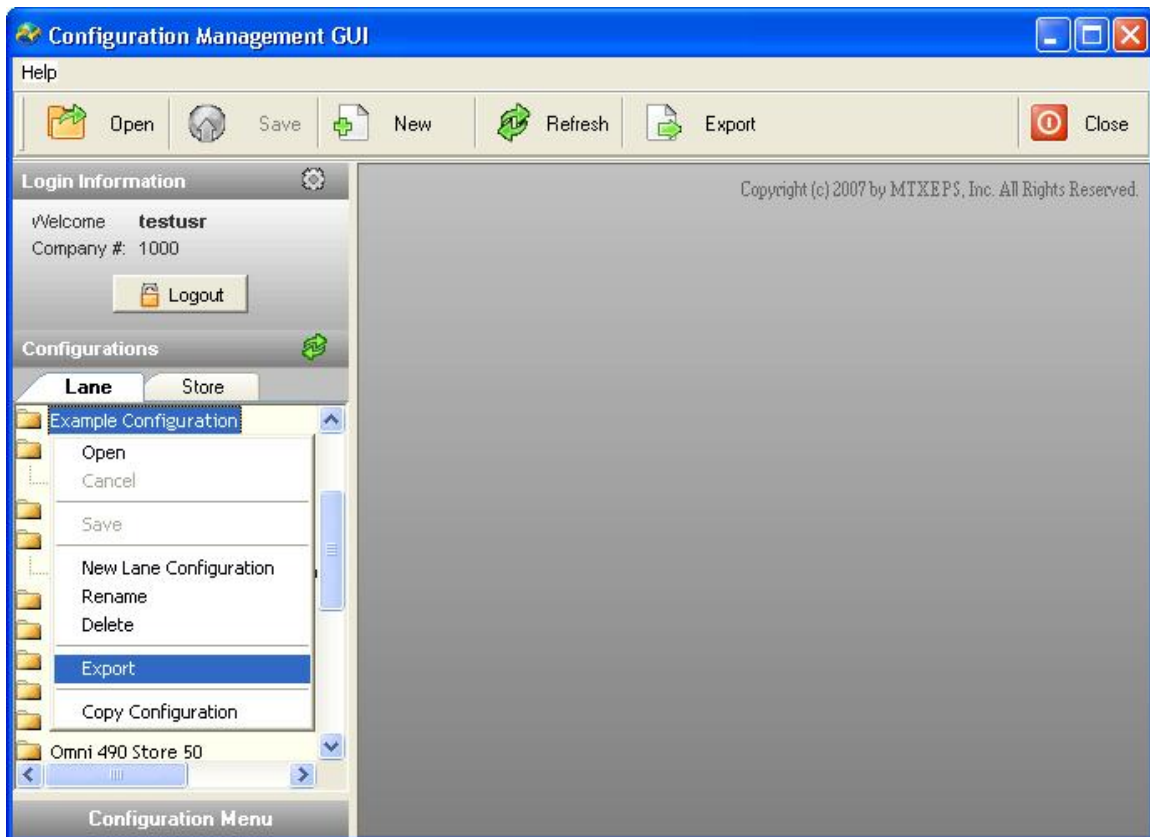 Configuration Management GUI
Help
Open Save New Refresh Export Close
Login Information
Copyright (c) 2007 by MTXEPS, Inc. All Rights Reserved.
Welcome testusr
Company #: 1000
Logout
Configurations
Lane Store
Example Configuration
Open
Cancel
Save
New Lane Configuration
Rename
Delete
Export
Copy Configuration
Omni 490 Store 50
Configuration Menu